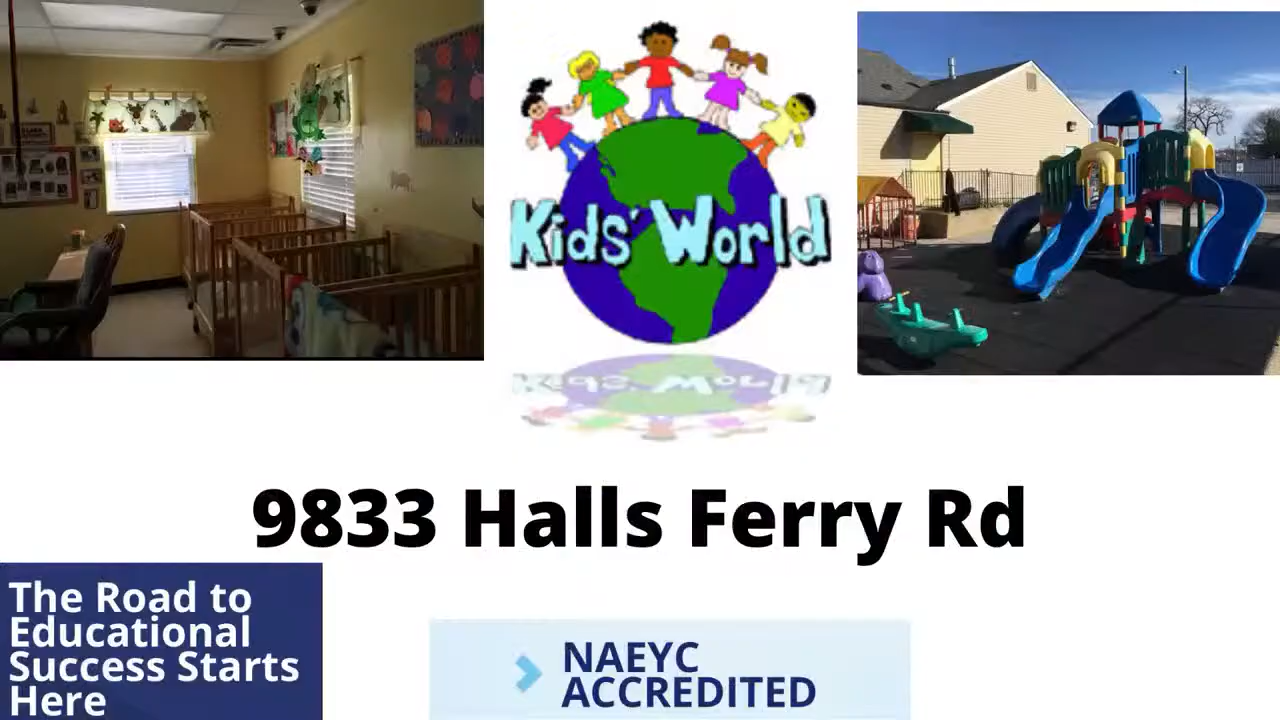 Kids' World
9833 Halls Ferry Rd
The Road to
Educational
Success Starts
Here
NAEYC
ACCREDITED